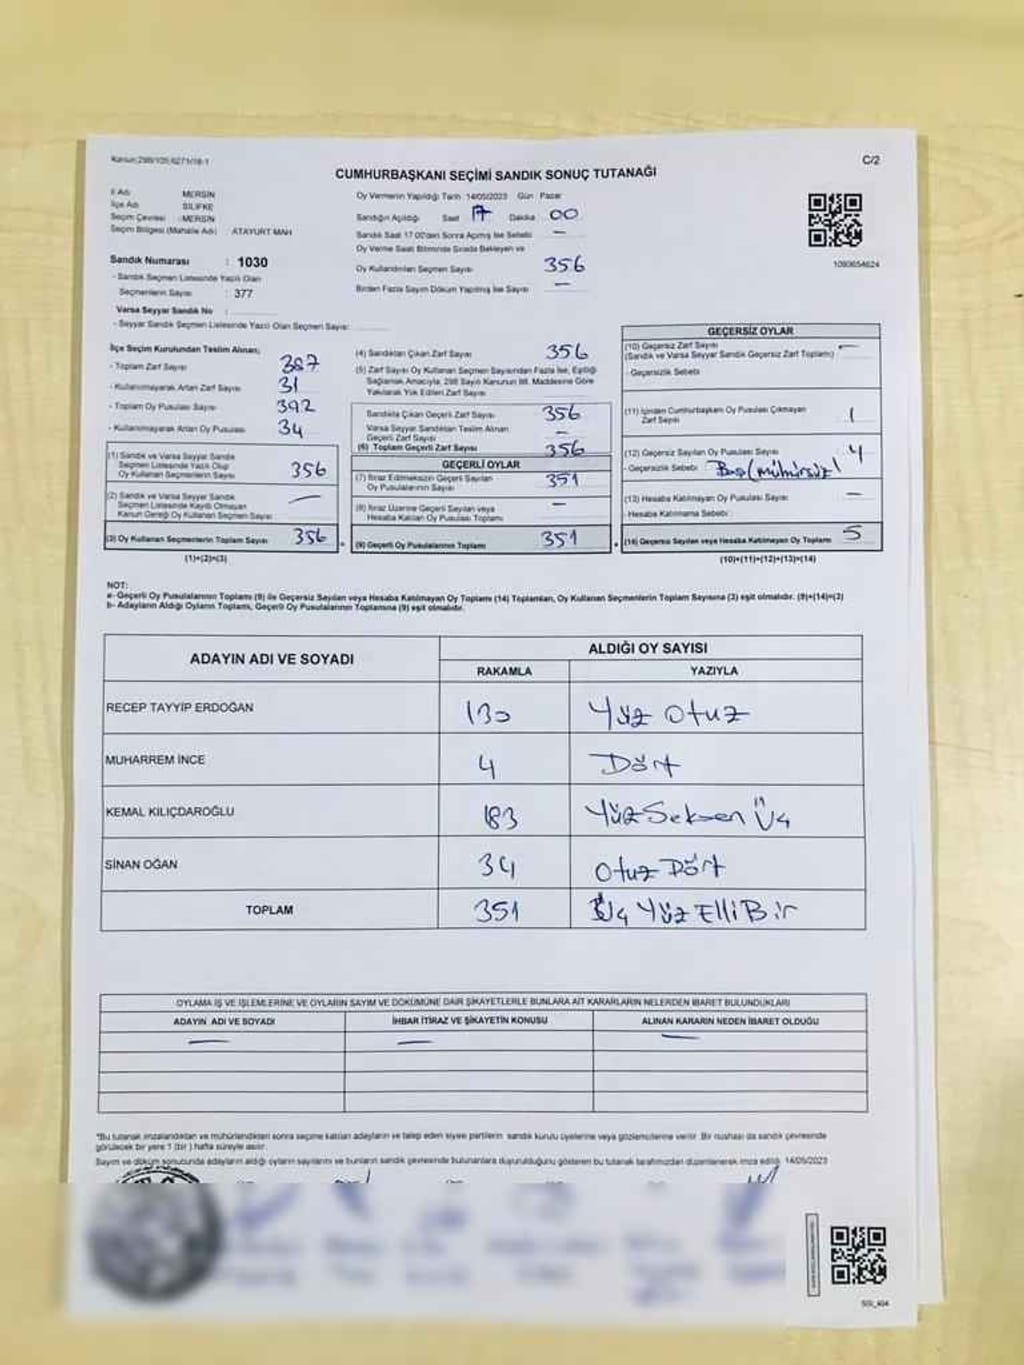 Kanun:298/105;6271/18-1
C/2
CUMHURBAŞKANI SEÇİMİ SANDIK SONUÇ TUTANAĞI
İl Adı MERSİN
İlçe Adı SİLİFKE
Seçim Çevresi : MERSİN
Seçim Bölgesi (Mahalle Adı) : ATAYURT MAH
Sandık Numarası : 1030
- Sandık Seçmen Listesinde Yazılı Olan
Seçmenlerin Sayısı : 377
Varsa Seyyar Sandık No :
- Seyyar Sandık Seçmen Listesinde Yazılı Olan Seçmen Sayısı:
Oy Vermenin Yapıldığı Tarih: 14/05/2023 Gün: Pazar
Sandığın Açıldığı Saat 17 Dakika 00
Sandık Saat 17.00'den Sonra Açılmış İse Sebebi: —
Oy Verme Saati Bitiminde Sırada Bekleyen ve
Oy Kullandırılan Seçmen Sayısı 356
Birden Fazla Sayım Döküm Yapılmış İse Sayısı —
1090654624
İlçe Seçim Kurulundan Teslim Alınan;
- Toplam Zarf Sayısı 387
- Kullanılmayarak Artan Zarf Sayısı 31
- Toplam Oy Pusulası Sayısı 392
- Kullanılmayarak Artan Oy Pusulası 34
(1) Sandık ve Varsa Seyyar Sandık
Seçmen Listesinde Yazılı Olup
Oy Kullanan Seçmen Sayısı 356
(2) Sandık ve Varsa Seyyar Sandık
Seçmen Listesinde Kayıtlı Olmayan
Kanun Gereği Oy Kullanan Seçmen Sayısı —
(3) Oy Kullanan Seçmenlerin Toplam Sayısı 356
(1)+(2)=(3)
(4) Sandıktan Çıkan Zarf Sayısı 356
(5) Zarf Sayısı Oy Kullanan Seçmen Sayısından Fazla İse, Eşitliği
Sağlamak Amacıyla, 298 Sayılı Kanunun 98. Maddesine Göre
Yakılarak Yok Edilen Zarf Sayısı
Sandıkta Çıkan Geçerli Zarf Sayısı 356
Varsa Seyyar Sandıktan Teslim Alınan
Geçerli Zarf Sayısı —
(6) Toplam Geçerli Zarf Sayısı 356
GEÇERLİ OYLAR
(7) İtiraz Edilmeksizin Geçerli Sayılan
Oy Pusulalarının Sayısı 351
(8) İtiraz Üzerine Geçerli Sayılan veya
Hesaba Katılan Oy Pusulası Toplamı —
(9) Geçerli Oy Pusulalarının Toplamı 351
GEÇERSİZ OYLAR
(10) Geçersiz Zarf Sayısı —
(Sandık ve Varsa Seyyar Sandık Geçersiz Zarf Toplamı)
- Geçersizlik Sebebi
(11) İçinden Cumhurbaşkanı Oy Pusulası Çıkmayan
Zarf Sayısı 1
(12) Geçersiz Sayılan Oy Pusulası Sayısı 4
- Geçersizlik Sebebi Boş (mühürsüz)
(13) Hesaba Katılmayan Oy Pusulası Sayısı —
- Hesaba Katılmama Sebebi :
(14) Geçersiz Sayılan veya Hesaba Katılmayan Oy Toplamı 5
(10)+(11)+(12)+(13)=(14)
NOT:
a- Geçerli Oy Pusulalarının Toplamı (9) ile Geçersiz Sayılan veya Hesaba Katılmayan Oy Toplamı (14) Toplamları, Oy Kullanan Seçmenlerin Toplam Sayısına (3) eşit olmalıdır. (9)+(14)=(3)
b- Adayların Aldığı Oyların Toplamı, Geçerli Oy Pusulalarının Toplamına (9) eşit olmalıdır.
ADAYIN ADI VE SOYADI ALDIĞI OY SAYISI
RAKAMLA YAZIYLA
RECEP TAYYİP ERDOĞAN 130 Yüz Otuz
MUHARREM İNCE 4 Dört
KEMAL KILIÇDAROĞLU 183 Yüz Seksen Üç
SİNAN OĞAN 34 Otuz Dört
TOPLAM 351 Üç Yüz Elli Bir
OYLAMA İŞ VE İŞLEMLERİNE VE OYLARIN SAYIM VE DÖKÜMÜNE DAİR ŞİKAYETLERLE BUNLARA AİT KARARLARIN NELERDEN İBARET BULUNDUKLARI
ADAYIN ADI VE SOYADI İHBAR İTİRAZ VE ŞİKAYETİN KONUSU ALINAN KARARIN NEDEN İBARET OLDUĞU
— — —
*Bu tutanak imzalandıktan ve mühürlendikten sonra seçime katılan adayların ve talep eden siyasi partilerin sandık kurulu üyelerine veya gözlemcilerine verilir. Bir nüshası da sandık çevresinde
görülecek bir yere 1 (bir) hafta süreyle asılır.
Sayım ve döküm sonucunda adayların aldığı oyların sayılarını ve bunların sandık çevresinde bulunanlara duyurulduğunu gösteren bu tutanak tarafımızdan düzenlenerek imza edildi. 14/05/2023